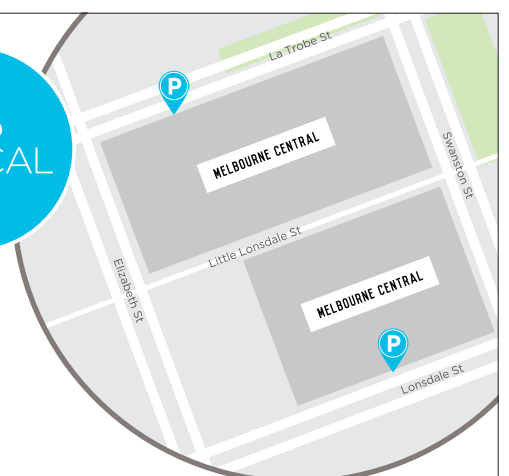 La Trobe St
P
MELBOURNE CENTRAL
CAL
Swanston St
Little Lonsdale St
Elizabeth St
MELBOURNE CENTRAL
P
Lonsdale St